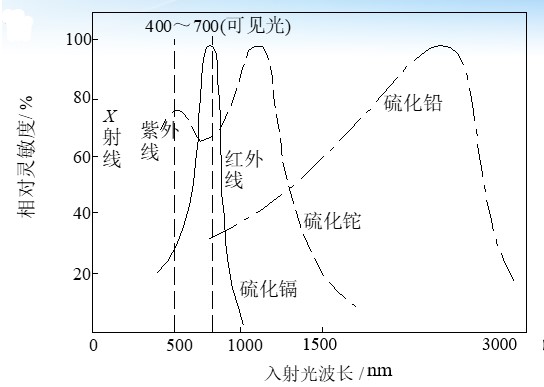 400～700(可见光)
100
80
60
40
20
相对灵敏度/%
X
射
线
紫外
线
红外
线
硫化铅
硫化铊
硫化镉
0
500
1000
1500
3000
入射光波长/nm